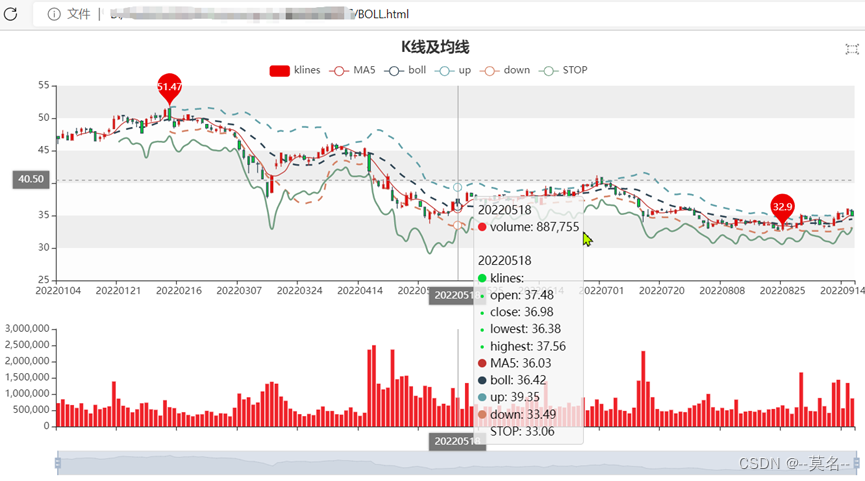 文件 | /BOLL.html
K线及均线
klines MA5 boll up down STOP
55
50
45
40.50
35
30
25
51.47
32.9
20220104 20220121 20220216 20220307 20220324 20220414 20220518 20220701 20220720 20220808 20220825 20220914
20220518
volume: 887,755
20220518
klines:
open: 37.48
close: 36.98
lowest: 36.38
highest: 37.56
MA5: 36.03
boll: 36.42
up: 39.35
down: 33.49
STOP: 33.06
3,000,000
2,500,000
2,000,000
1,500,000
1,000,000
500,000
0
20220518
CSDN @--莫名--